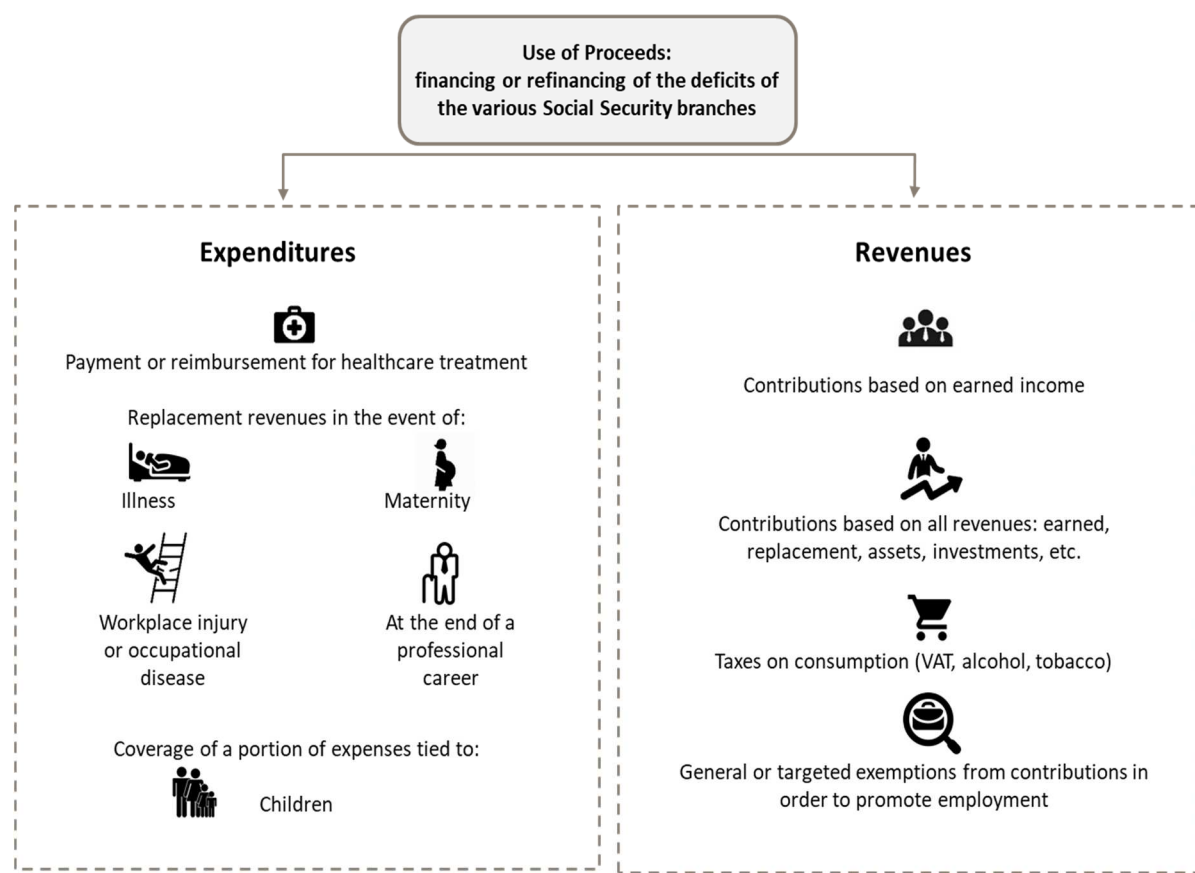 Use of Proceeds:
financing or refinancing of the deficits of
the various Social Security branches
Expenditures
Payment or reimbursement for healthcare treatment
Replacement revenues in the event of:
Illness
Maternity
Workplace injury
or occupational
disease
At the end of a
professional
career
Coverage of a portion of expenses tied to:
Children
Revenues
Contributions based on earned income
Contributions based on all revenues: earned,
replacement, assets, investments, etc.
Taxes on consumption (VAT, alcohol, tobacco)
General or targeted exemptions from contributions in
order to promote employment